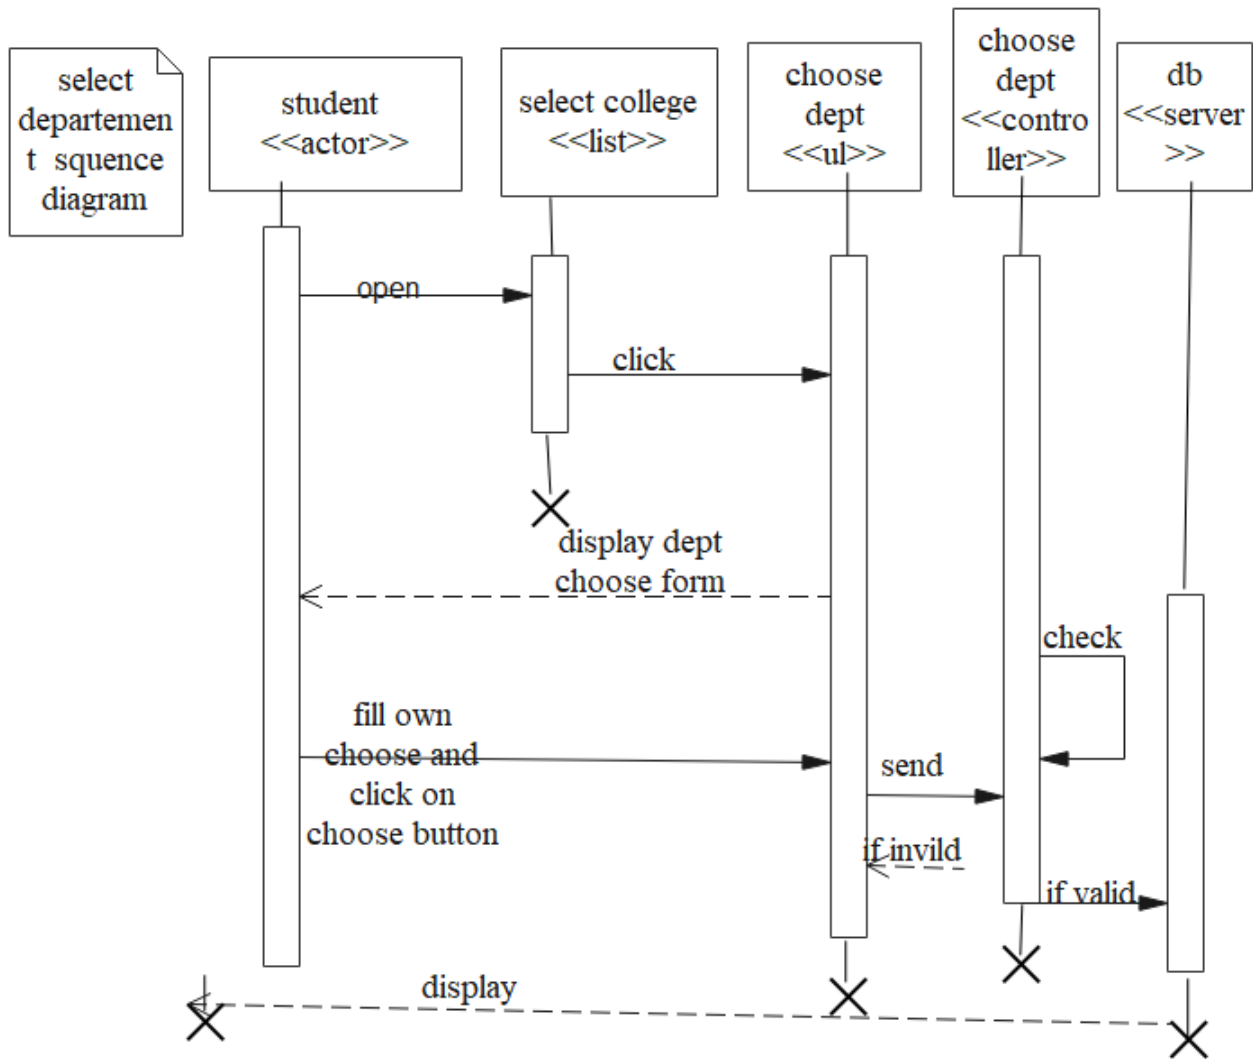 select
departemen
t squence
diagram
student
<<actor>>
select college
<<list>>
choose
dept
<<ul>>
choose
dept
<<contro
ller>>
db
<<server
>>
open
click
display dept
choose form
check
fill own
choose and
click on
choose button
send
if invild
if valid
display